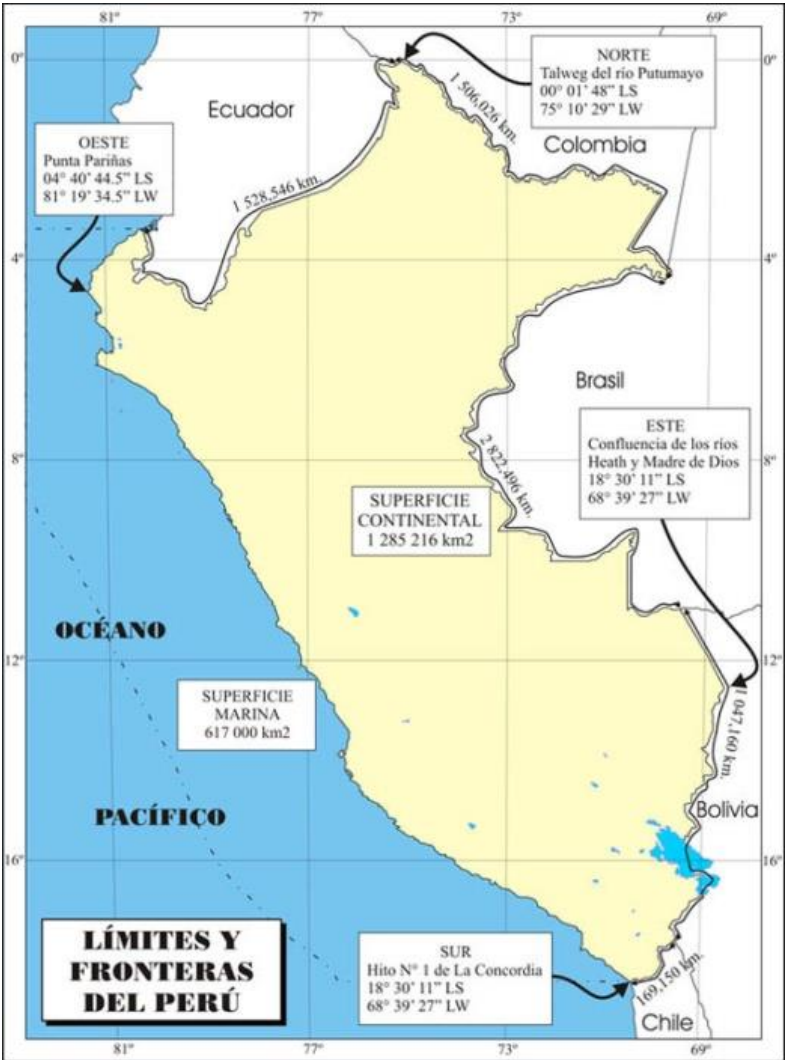 81°
77°
73°
69°
0°
0°
NORTE
Talweg del río Putumayo
00° 01' 48” LS
75° 10' 29” LW
Ecuador
1 506,026 km.
Colombia
OESTE
Punta Pariñas
04° 40' 44.5” LS
81° 19' 34.5” LW
1 528,546 km.
4°
4°
Brasil
ESTE
Confluencia de los ríos
Heath y Madre de Dios
18° 30' 11” LS
68° 39' 27” LW
8°
8°
2 822,496 km.
SUPERFICIE
CONTINENTAL
1 285 216 km2
OCÉANO
12°
12°
SUPERFICIE
MARINA
617 000 km2
1 047,160 km.
PACÍFICO
Bolivia
16°
16°
LÍMITES Y
FRONTERAS
DEL PERÚ
SUR
Hito N° 1 de La Concordia
18° 30' 11” LS
68° 39' 27” LW
169,150 km.
Chile
81°
77°
73°
69°